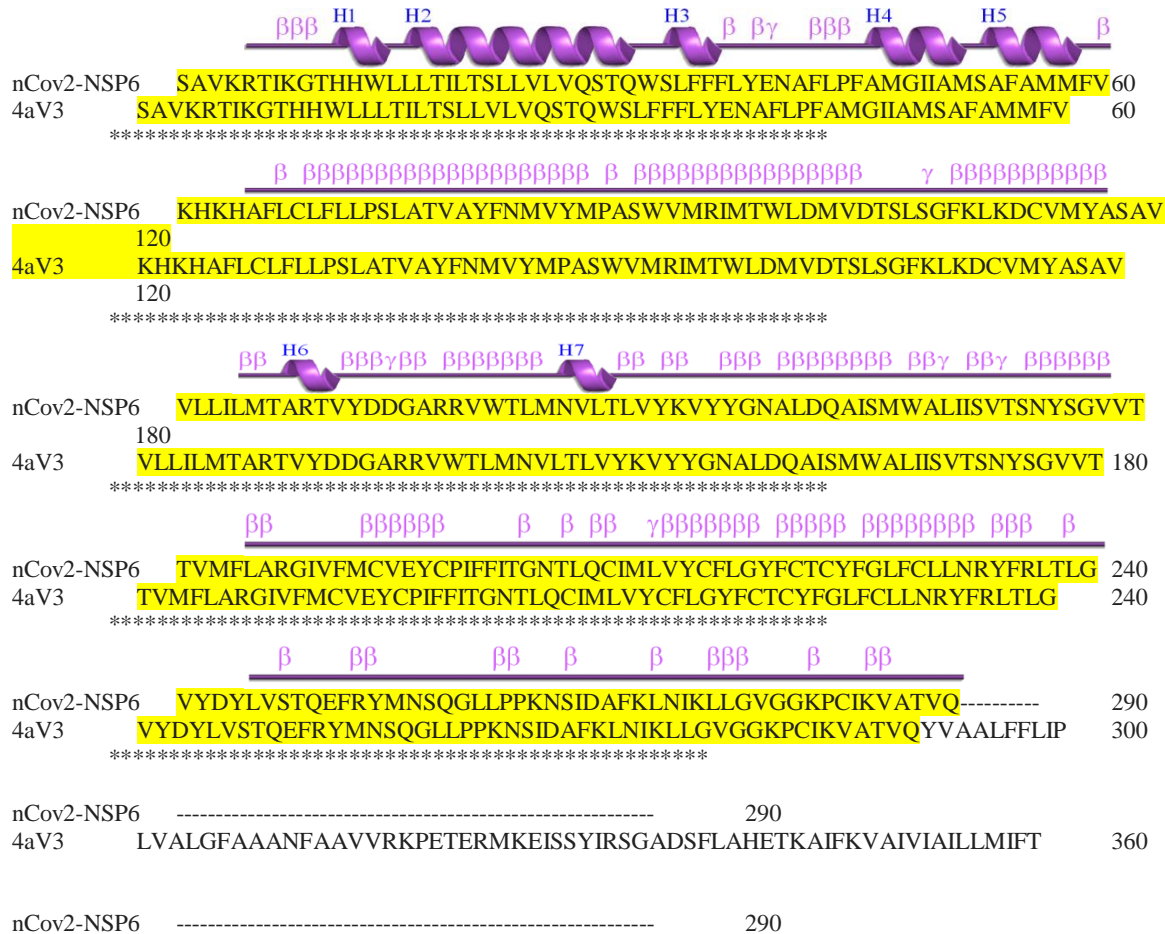 βββ H1 H2 H3 β βγ βββ H4 H5 β
nCov2-NSP6 SAVKRTIKGTHHWLLLTILTSLLVLVQSTQWSLFFFLYENAFLPFAMGIIAMSAFAMMFV 60
4aV3 SAVKRTIKGTHHWLLLTILTSLLVLVQSTQWSLFFFLYENAFLPFAMGIIAMSAFAMMFV 60
************************************************************
β ββββββββββββββββββββ β ββββββββββββββββ γ βββββββββββ
nCov2-NSP6 KHKHAFLCLFLLPSLATVAYFNMVYMPASWVMRIMTWLDMVDTSLSGFKLKDCVMYASAV
120
4aV3 KHKHAFLCLFLLPSLATVAYFNMVYMPASWVMRIMTWLDMVDTSLSGFKLKDCVMYASAV
120
************************************************************
ββ H6 βββγββ βββββββ H7 ββ ββ βββ ββββββββ ββγ ββγ ββββββ
nCov2-NSP6 VLLILMTARTVYDDGARRVWTLMNVLTLVYKVYYGNALDQAISMWALIISVTSNYSGVVT
180
4aV3 VLLILMTARTVYDDGARRVWTLMNVLTLVYKVYYGNALDQAISMWALIISVTSNYSGVVT 180
************************************************************
ββ ββββββ β β ββ γβββββββ βββββ ββββββββ βββ β
nCov2-NSP6 TVMFLARGIVFMCVEYCPIFFITGNTLQCIMLVYCFLGYFCTCYFGLFCLLNRYFRLTLG 240
4aV3 TVMFLARGIVFMCVEYCPIFFITGNTLQCIMLVYCFLGYFCTCYFGLFCLLNRYFRLTLG 240
************************************************************
β ββ ββ β β βββ β ββ
nCov2-NSP6 VYDYLVSTQEFRYMNSQGLLPPKNSIDAFKLNIKLLGVGGKPCIKVATVQ---------- 290
4aV3 VYDYLVSTQEFRYMNSQGLLPPKNSIDAFKLNIKLLGVGGKPCIKVATVQYVAALFFLIP 300
**************************************************
nCov2-NSP6 ------------------------------------------------------------ 290
4aV3 LVALGFAAANFAAVVRKPETERMKEISSYIRSGADSFLAHETKAIFKVAIVIAILLMIFT 360
nCov2-NSP6 ------------------------------------------------------------ 290